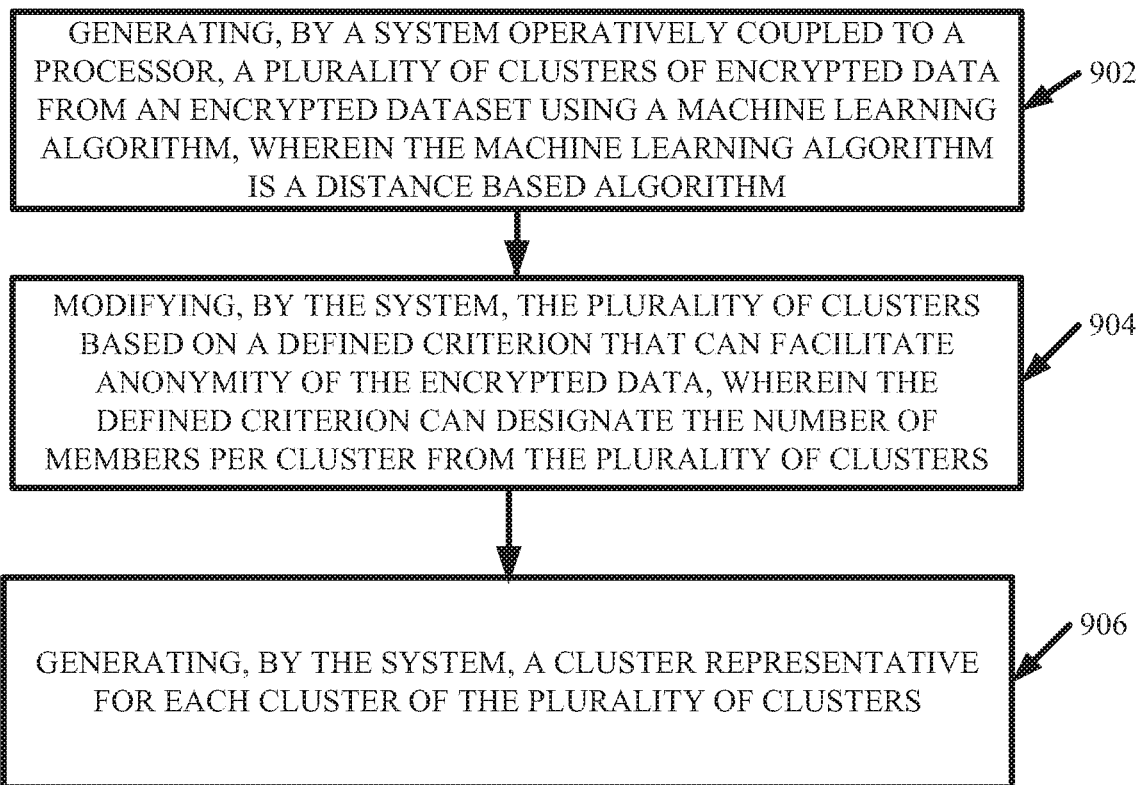 GENERATING, BY A SYSTEM OPERATIVELY COUPLED TO A
PROCESSOR, A PLURALITY OF CLUSTERS OF ENCRYPTED DATA
FROM AN ENCRYPTED DATASET USING A MACHINE LEARNING
ALGORITHM, WHEREIN THE MACHINE LEARNING ALGORITHM
IS A DISTANCE BASED ALGORITHM
902
MODIFYING, BY THE SYSTEM, THE PLURALITY OF CLUSTERS
BASED ON A DEFINED CRITERION THAT CAN FACILITATE
ANONYMITY OF THE ENCRYPTED DATA, WHEREIN THE
DEFINED CRITERION CAN DESIGNATE THE NUMBER OF
MEMBERS PER CLUSTER FROM THE PLURALITY OF CLUSTERS
904
GENERATING, BY THE SYSTEM, A CLUSTER REPRESENTATIVE
FOR EACH CLUSTER OF THE PLURALITY OF CLUSTERS
906